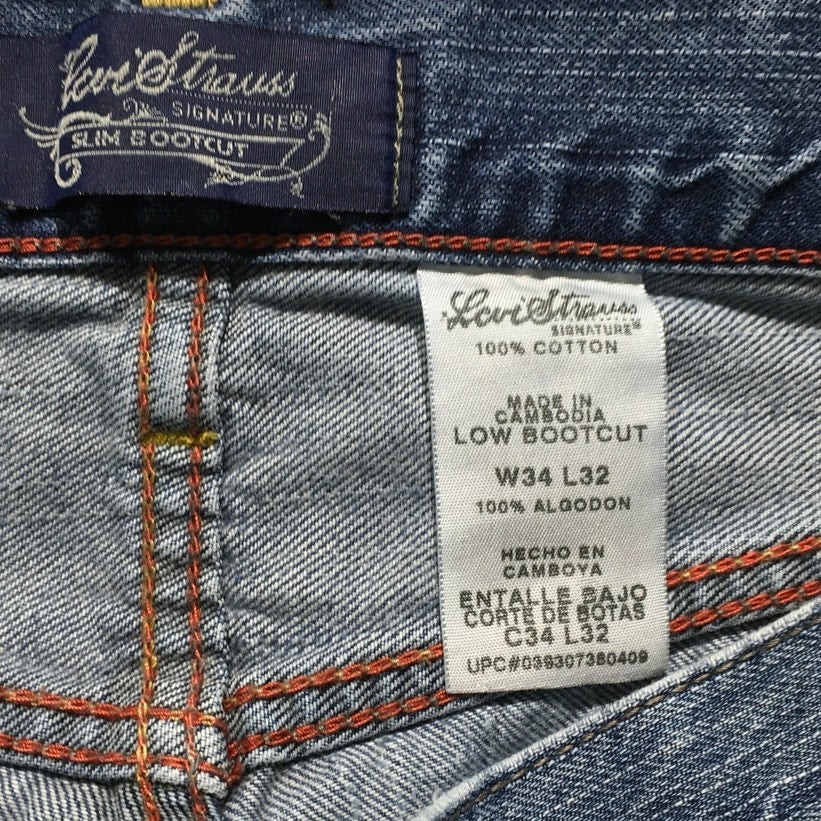 Levi Strauss
SIGNATURE®
SLIM BOOTCUT
Levi Strauss
SIGNATURE™
100% COTTON
MADE IN
CAMBODIA
LOW BOOTCUT
W34 L32
100% ALGODON
HECHO EN
CAMBOYA
ENTALLE BAJO
CORTE DE BOTAS
C34 L32
UPC#039307380409